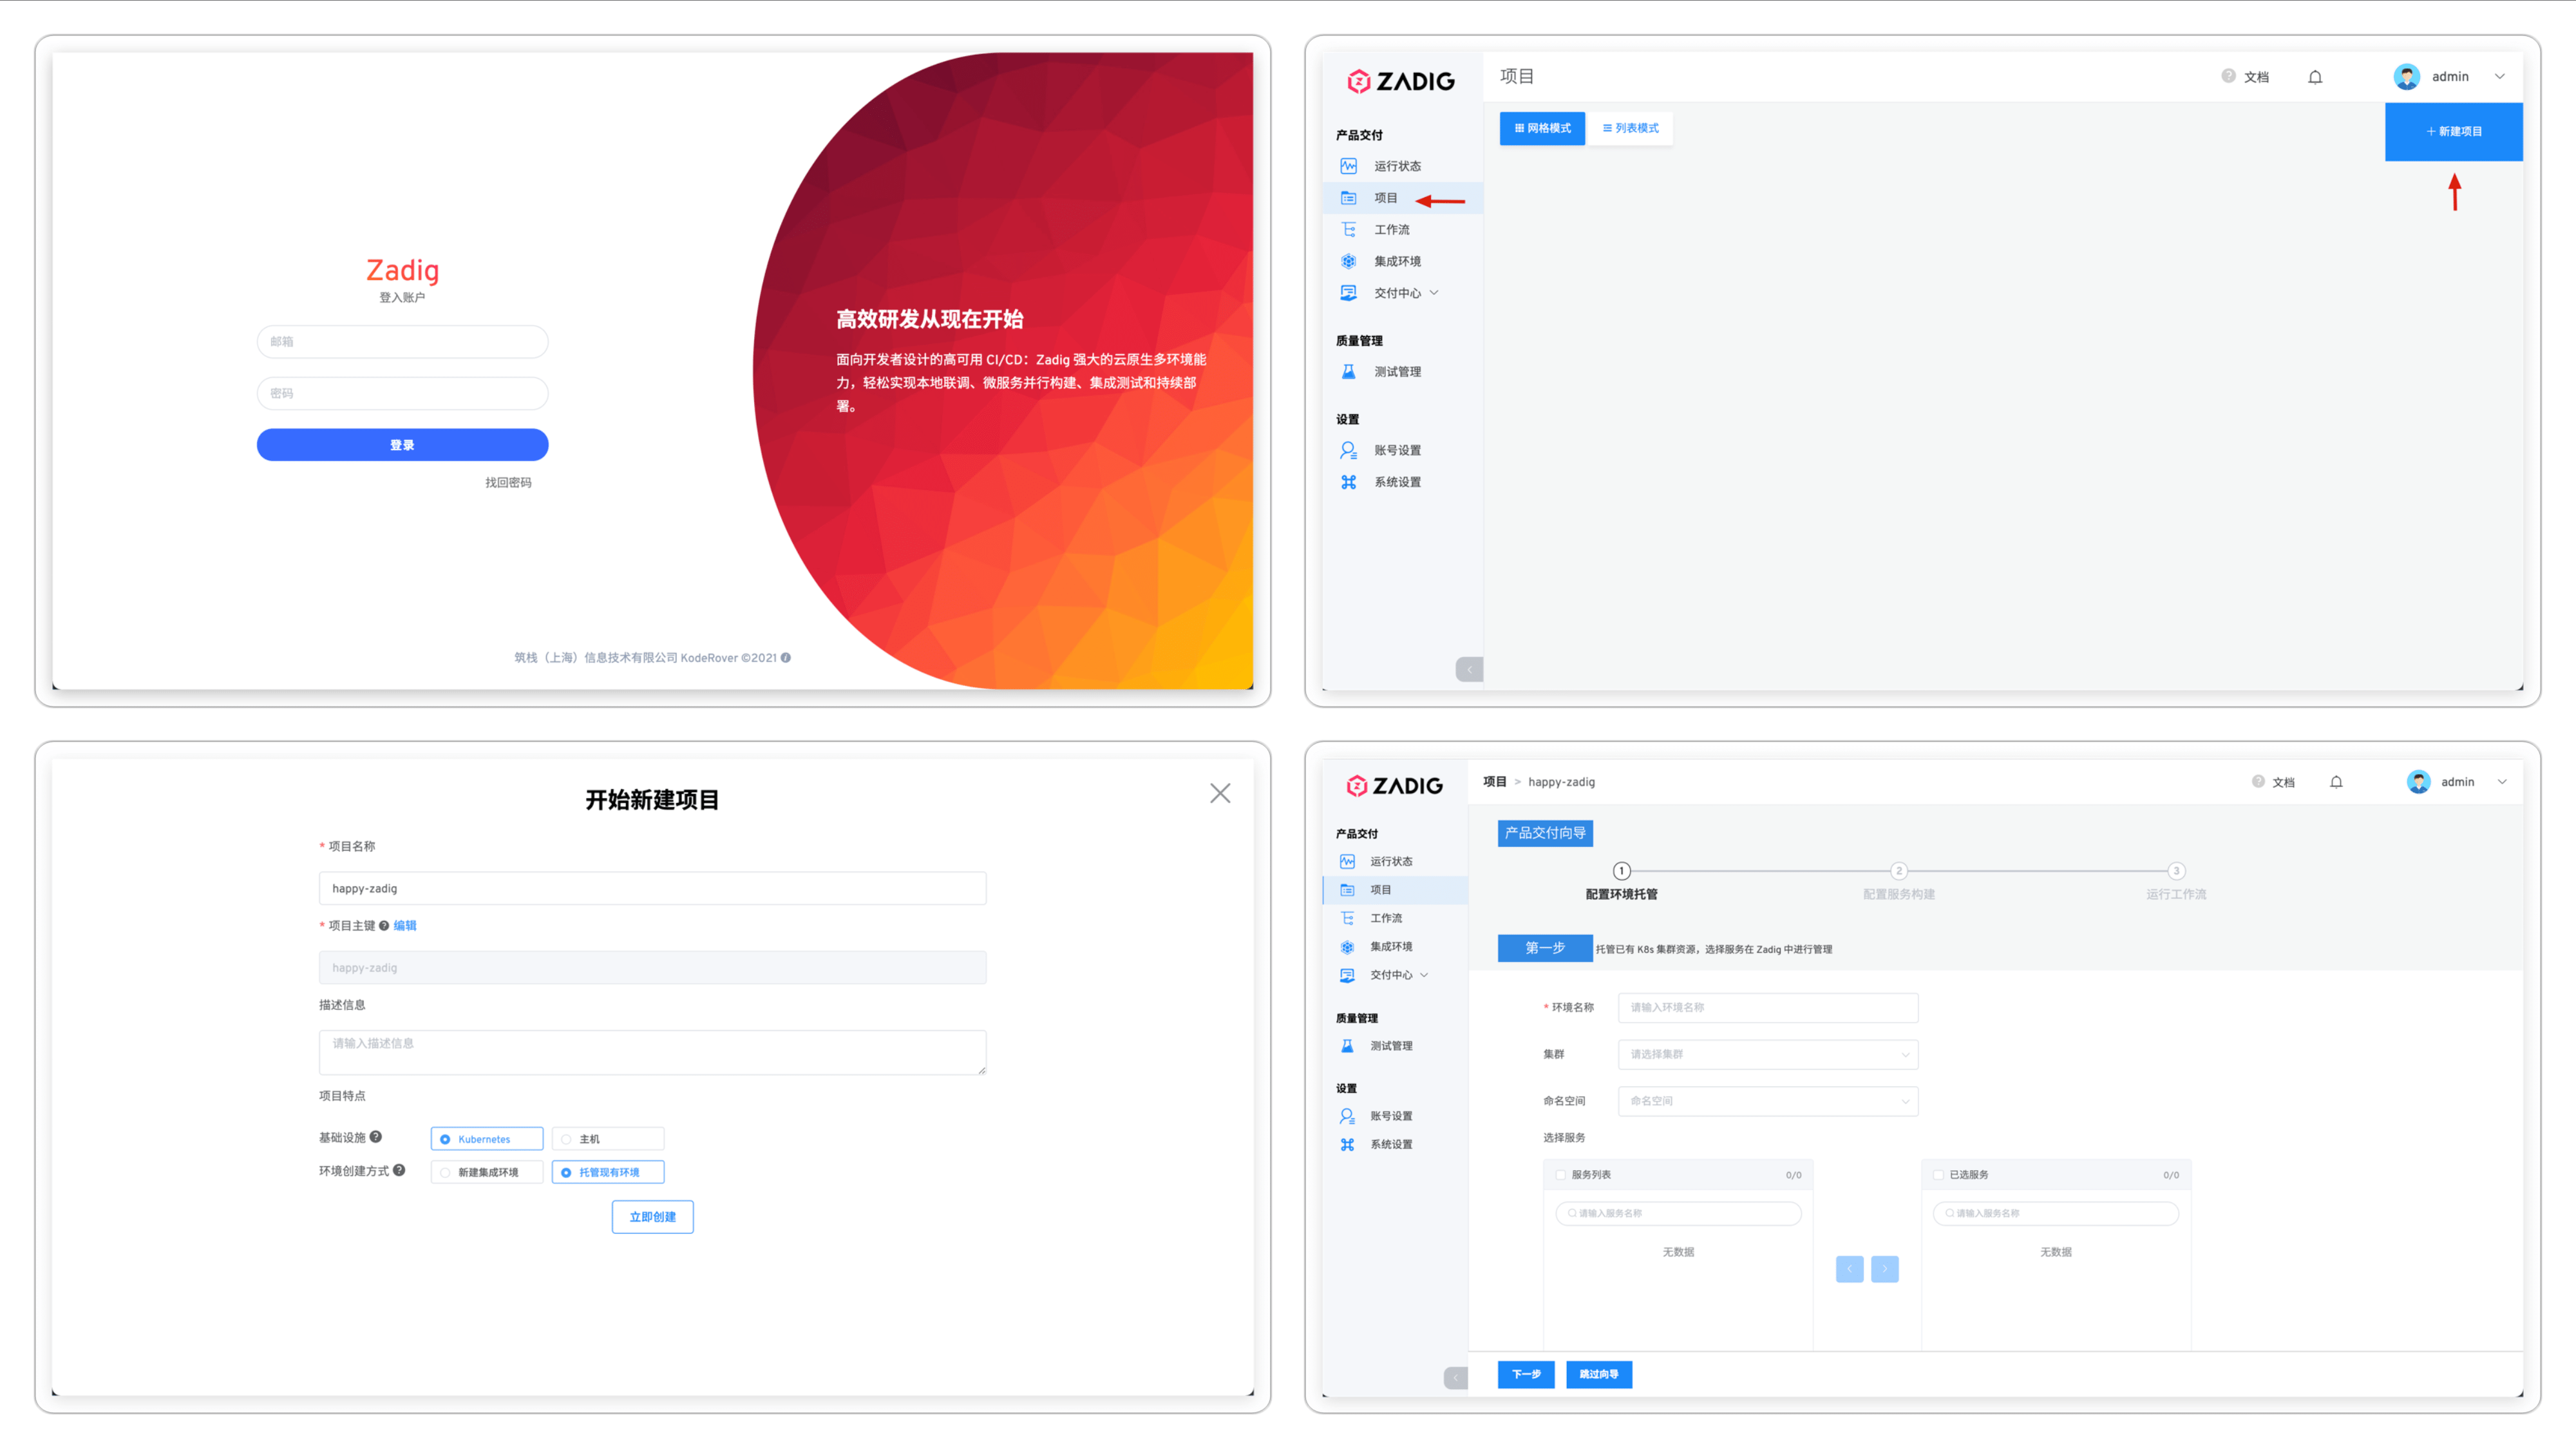 Zadig
登入账户
邮箱
密码
登录
找回密码
高效研发从现在开始
面向开发者设计的高可用 CI/CD：Zadig 强大的云原生多环境能
力，轻松实现本地联调、微服务并行构建、集成测试和持续部
署。
筑栈（上海）信息技术有限公司 KodeRover ©2021
ZADIG
项目
文档
admin
产品交付
运行状态
项目
工作流
集成环境
交付中心
质量管理
测试管理
设置
账号设置
系统设置
网格模式
列表模式
+ 新建项目
开始新建项目
* 项目名称
happy-zadig
* 项目主键 ? 编辑
happy-zadig
描述信息
请输入描述信息
项目特点
基础设施 ? Kubernetes 主机
环境创建方式 ? 新建集成环境 托管现有环境
立即创建
ZADIG
项目 > happy-zadig
? 文档
admin
产品交付
运行状态
项目
工作流
集成环境
交付中心
质量管理
测试管理
设置
账号设置
系统设置
产品交付向导
1 2 3
配置环境托管 配置服务构建 运行工作流
第一步 托管已有 K8s 集群资源，选择服务在 Zadig 中进行管理
* 环境名称 请输入环境名称
集群 请选择集群
命名空间 命名空间
选择服务
服务列表 0/0
请输入服务名称
无数据
已选服务 0/0
请输入服务名称
无数据
下一步 跳过向导